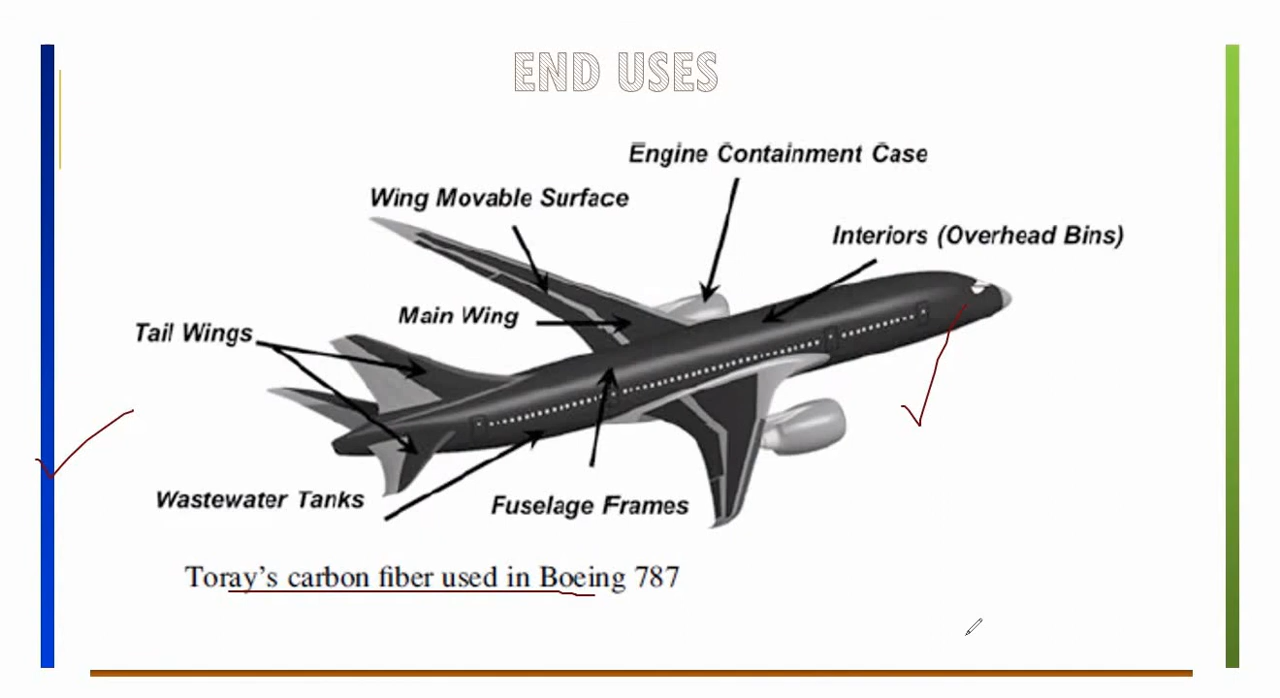 END USES
Engine Containment Case
Wing Movable Surface
Interiors (Overhead Bins)
Main Wing
Tail Wings
Wastewater Tanks
Fuselage Frames
Toray's carbon fiber used in Boeing 787